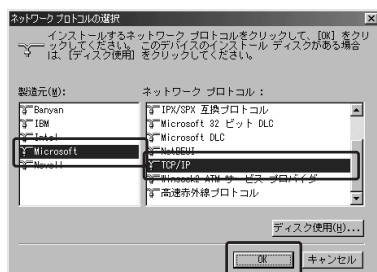 ネットワーク プロトコルの選択
インストールするネットワーク プロトコルをクリックして、[OK] をクリ
ックしてください。このデバイスのインストール ディスクがある場合
は、[ディスク使用] をクリックしてください。
製造元(M):
ネットワーク プロトコル :
Banyan
IBM
Intel
Microsoft
Novell
IPX/SPX 互換プロトコル
Microsoft 32 ビット DLC
Microsoft DLC
NetBEUI
TCP/IP
Winsock2 ATM サービス プロバイダ
高速赤外線プロトコル
ディスク使用(H)...
OK
キャンセル